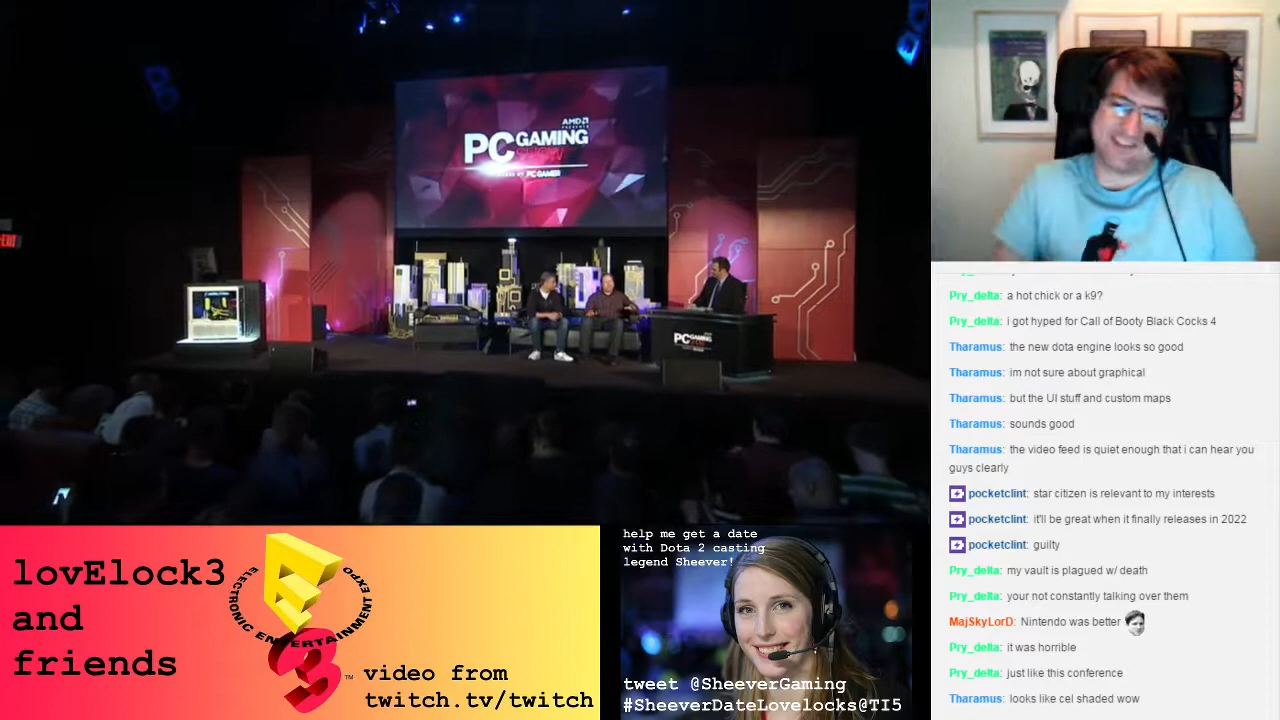 AMD
PRESENTS
PC GAMING
SHOW
PC GAMER
EXIT
PC GAMING
lovElock3
and
friends
ELECTRONIC ENTERTAINMENT EXPO
E3
TM
video from
twitch.tv/twitch
help me get a date
with Dota 2 casting
legend Sheever!
tweet @SheeverGaming
#SheeverDateLovelocks@TI5
Pry_delta: a hot chick or a k9?
Pry_delta: i got hyped for Call of Booty Black Cocks 4
Tharamus: the new dota engine looks so good
Tharamus: im not sure about graphical
Tharamus: but the UI stuff and custom maps
Tharamus: sounds good
Tharamus: the video feed is quiet enough that i can hear you
guys clearly
pocketclint: star citizen is relevant to my interests
pocketclint: it'll be great when it finally releases in 2022
pocketclint: guilty
Pry_delta: my vault is plagued w/ death
Pry_delta: your not constantly talking over them
MajSkyLorD: Nintendo was better
Pry_delta: it was horrible
Pry_delta: just like this conference
Tharamus: looks like cel shaded wow